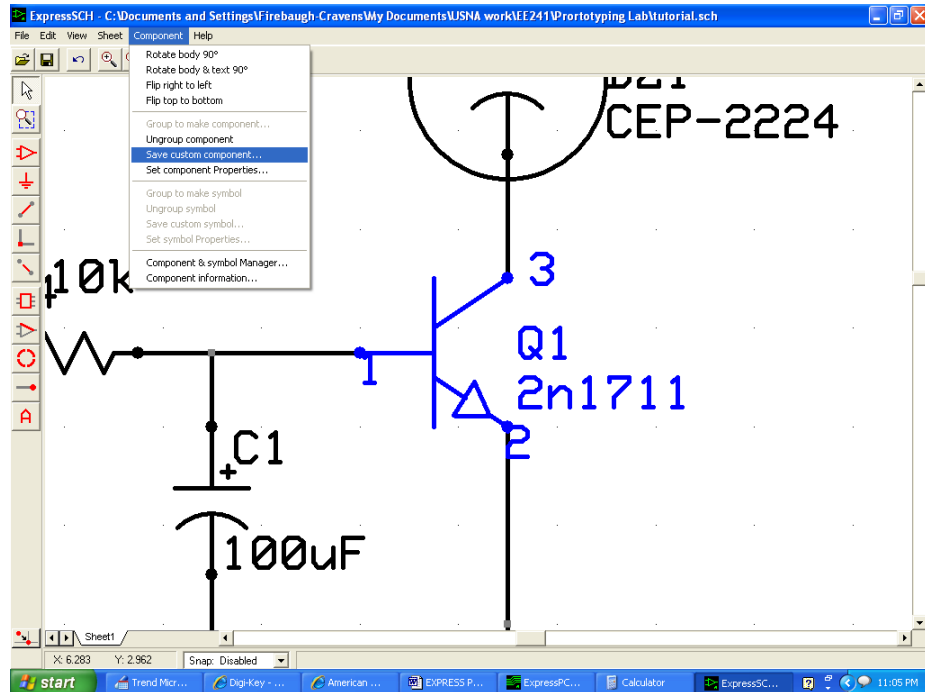 ExpressSCH - C:\Documents and Settings\Firebaugh-Cravens\My Documents\USNA work\EE241\Prortotyping Lab\tutorial.sch
File Edit View Sheet Component Help
Rotate body 90°
Rotate body & text 90°
Flip right to left
Flip top to bottom
Group to make component...
Ungroup component
Save custom component...
Set component Properties...
Group to make symbol
Ungroup symbol
Save custom symbol...
Set symbol Properties...
Component & symbol Manager...
Component information...
CEP-2224
10k
3
Q1
2n1711
1
2
C1
+
100uF
A
Sheet1
X: 6.283 Y: 2.962 Snap: Disabled
start Trend Micr... Digi-Key - ... American ... EXPRESS P... ExpressPC... Calculator ExpressSC... 11:05 PM